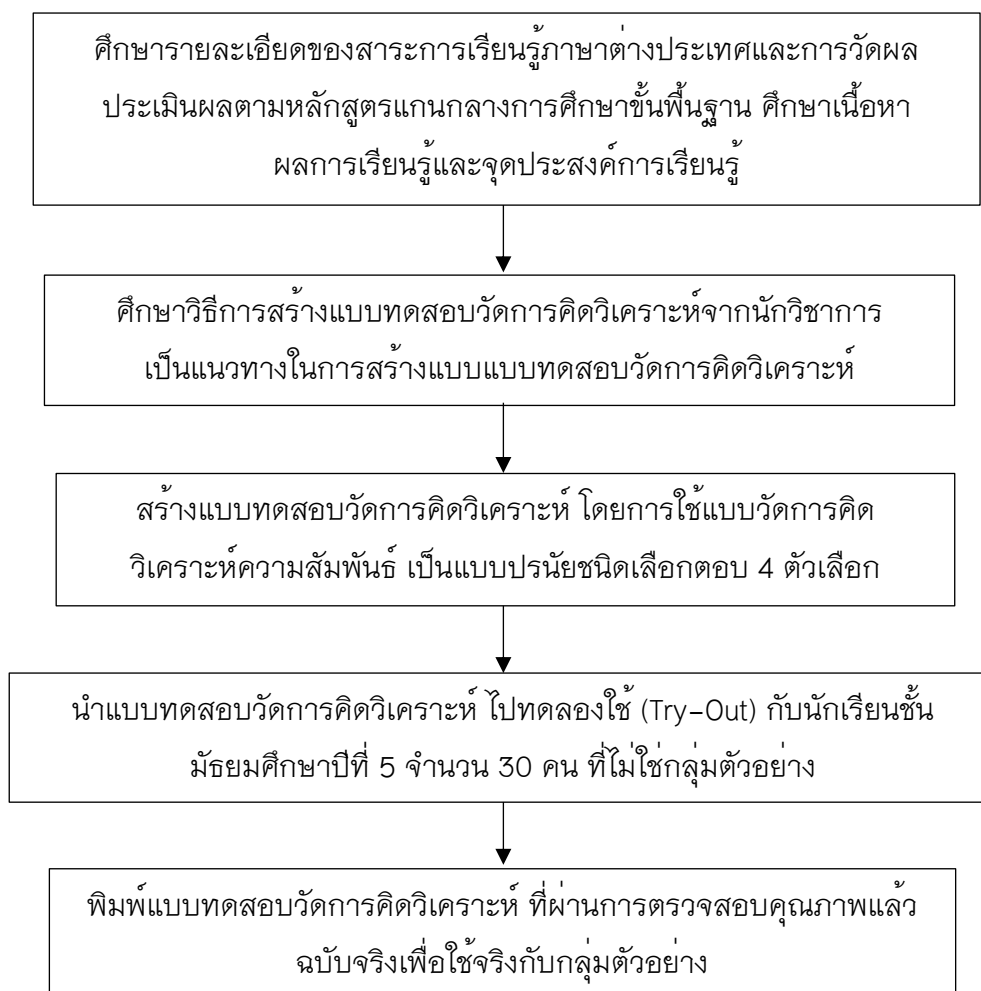 ศึกษารายละเอียดของสาระการเรียนรู้ภาษาต่างประเทศและการวัดผล
ประเมินผลตามหลักสูตรแกนกลางการศึกษาขั้นพื้นฐาน ศึกษาเนื้อหา
ผลการเรียนรู้และจุดประสงค์การเรียนรู้
ศึกษาวิธีการสร้างแบบทดสอบวัดการคิดวิเคราะห์จากนักวิชาการ
เป็นแนวทางในการสร้างแบบแบบทดสอบวัดการคิดวิเคราะห์
สร้างแบบทดสอบวัดการคิดวิเคราะห์ โดยการใช้แบบวัดการคิด
วิเคราะห์ความสัมพันธ์ เป็นแบบปรนัยชนิดเลือกตอบ 4 ตัวเลือก
นำแบบทดสอบวัดการคิดวิเคราะห์ ไปทดลองใช้ (Try-Out) กับนักเรียนชั้น
มัธยมศึกษาปีที่ 5 จำนวน 30 คน ที่ไม่ใช่กลุ่มตัวอย่าง
พิมพ์แบบทดสอบวัดการคิดวิเคราะห์ ที่ผ่านการตรวจสอบคุณภาพแล้ว
ฉบับจริงเพื่อใช้จริงกับกลุ่มตัวอย่าง